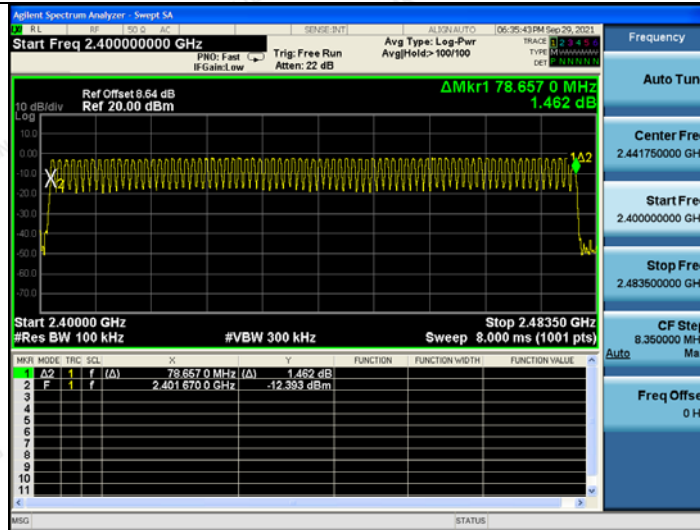 Agilent Spectrum Analyzer - Swept SA
RL RF 50 Ω AC SENSE:INT ALIGN AUTO 06:35:43 PM Sep 29, 2021
Start Freq 2.400000000 GHz
PNO: Fast
IFGain:Low
Trig: Free Run
Atten: 22 dB
Avg Type: Log-Pwr
Avg|Hold:> 100/100
TRACE 1 2 3 4 5 6
TYPE
DET P N N N N N
ΔMkr1 78.657 0 MHz
1.462 dB
Ref Offset 8.64 dB
10 dB/div Ref 20.00 dBm
Log
10.0
0.00
-10.0
-20.0
-30.0
-40.0
-50.0
-60.0
-70.0
1Δ2
X2
Start 2.40000 GHz Stop 2.48350 GHz
#Res BW 100 kHz #VBW 300 kHz Sweep 8.000 ms (1001 pts)
MKR MODE TRC SCL X Y FUNCTION FUNCTION WIDTH FUNCTION VALUE
1 Δ2 1 f (Δ) 78.657 0 MHz (Δ) 1.462 dB
2 F 1 f 2.401 670 0 GHz -12.393 dBm
3
4
5
6
7
8
9
10
11
MSG STATUS
Frequency
Auto Tun
Center Fre
2.441750000 GH
Start Fre
2.400000000 GH
Stop Fre
2.483500000 GH
CF Step
8.350000 MH
Auto Ma
Freq Offse
0 H